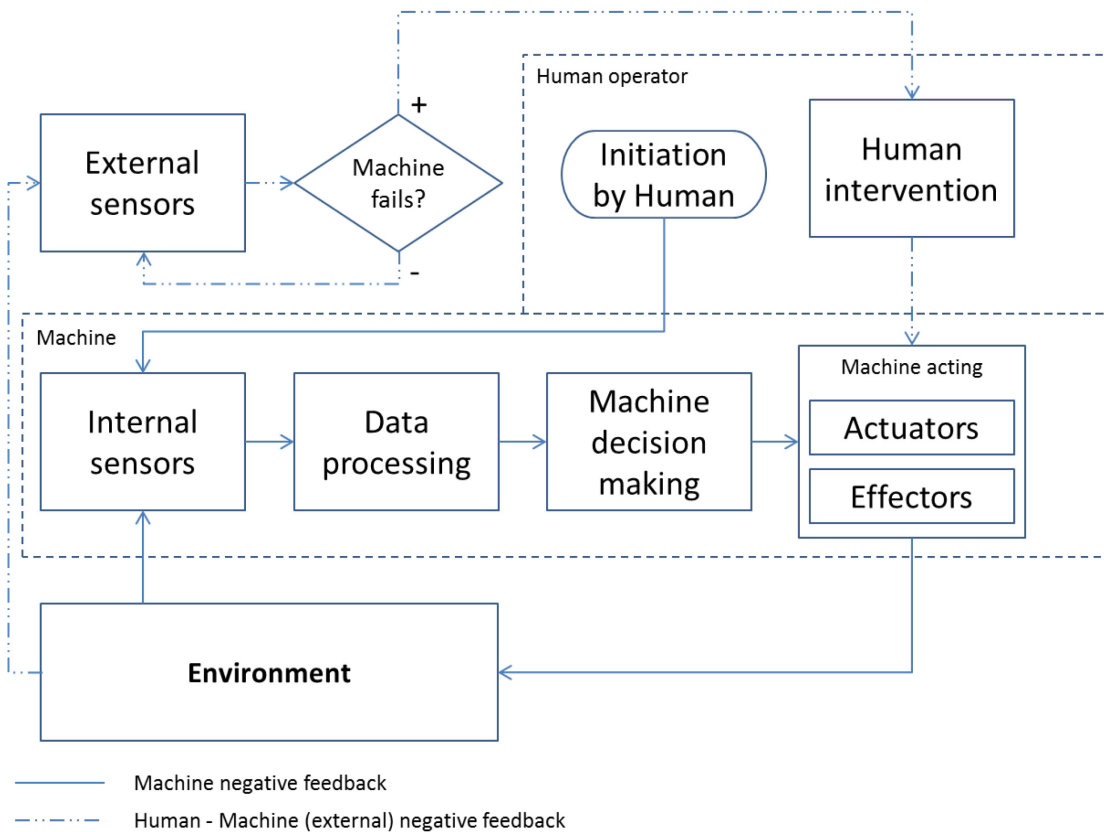 Human operator
+
External
sensors
Machine
fails?
Initiation
by Human
Human
intervention
-
Machine
Internal
sensors
Data
processing
Machine
decision
making
Machine acting
Actuators
Effectors
Environment
Machine negative feedback
Human - Machine (external) negative feedback